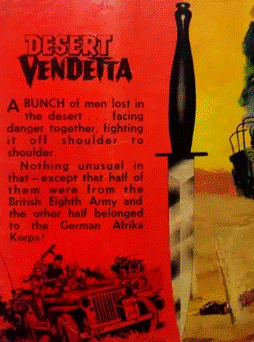 DESERT
VENDETTA
A BUNCH of men lost in
the desert . . . facing
danger together, fighting
it off shoulder to
shoulder.
Nothing unusual in
that—except that half of
them were from the
British Eighth Army and
the other half belonged
to the German Afrika
Korps!